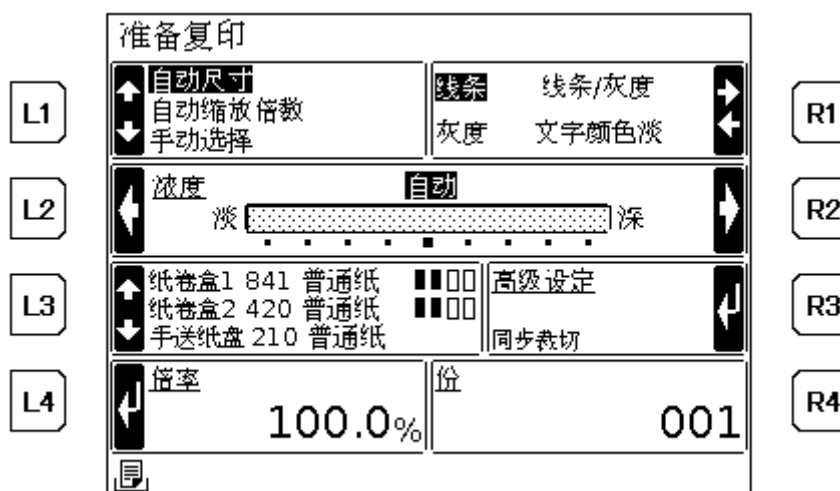 准备复印
L1
自动尺寸
自动缩放倍数
手动选择
线条 线条/灰度
灰度 文字颜色淡
R1
L2
浓度 自动
淡 深
R2
L3
纸卷盒1 841 普通纸
纸卷盒2 420 普通纸
手送纸盘 210 普通纸
高级设定
同步裁切
R3
L4
倍率
100.0%
份
001
R4